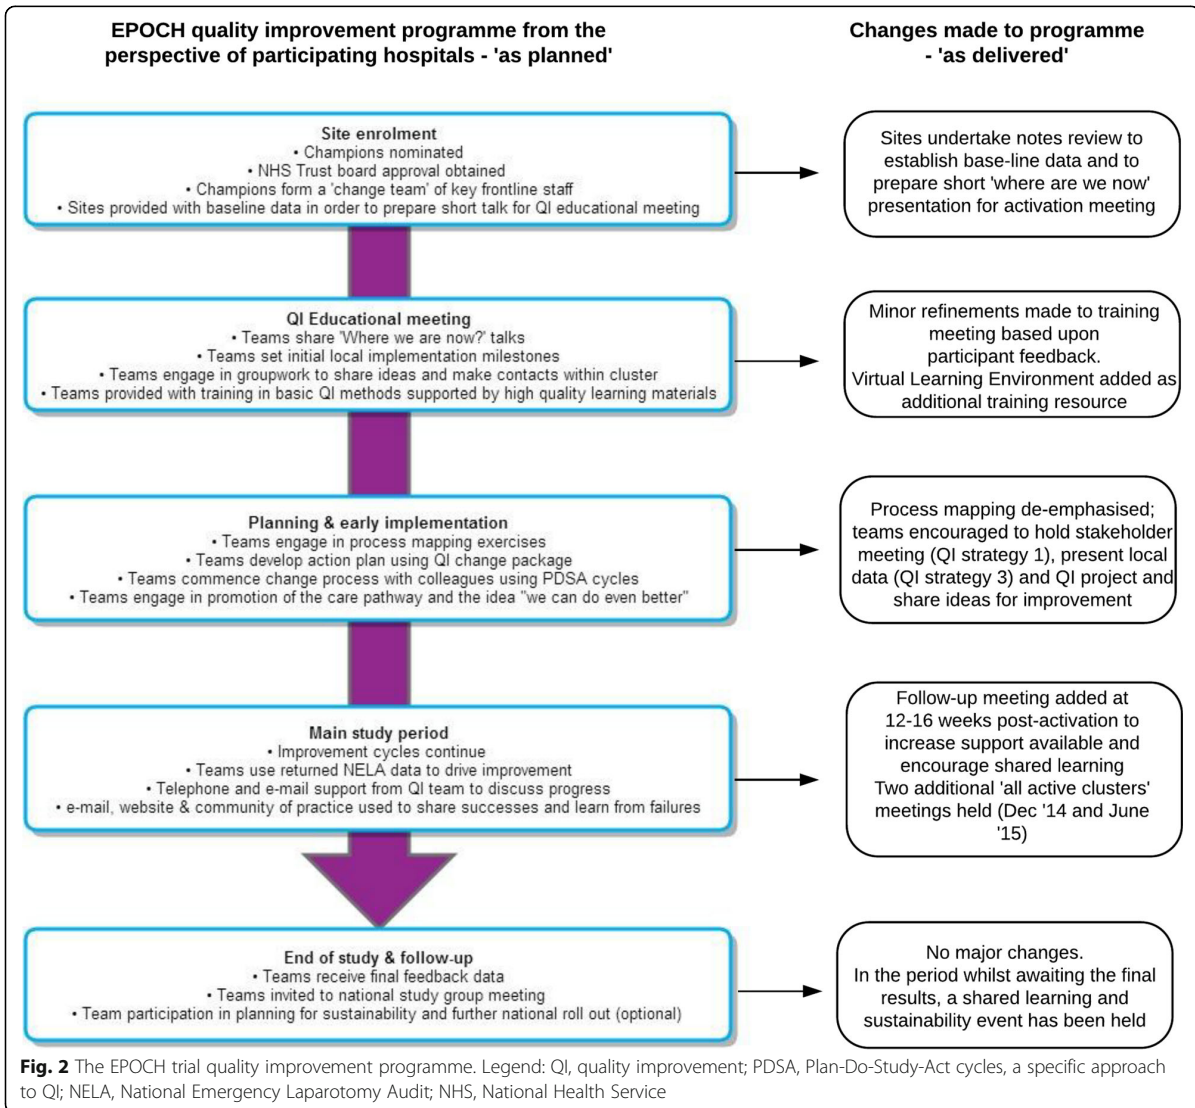 EPOCH quality improvement programme from the
perspective of participating hospitals - 'as planned'
Changes made to programme
- 'as delivered'
Site enrolment
• Champions nominated
• NHS Trust board approval obtained
• Champions form a 'change team' of key frontline staff
• Sites provided with baseline data in order to prepare short talk for QI educational meeting
Sites undertake notes review to
establish base-line data and to
prepare short 'where are we now'
presentation for activation meeting
QI Educational meeting
• Teams share 'Where we are now?' talks
• Teams set initial local implementation milestones
• Teams engage in groupwork to share ideas and make contacts within cluster
• Teams provided with training in basic QI methods supported by high quality learning materials
Minor refinements made to training
meeting based upon
participant feedback.
Virtual Learning Environment added as
additional training resource
Planning & early implementation
• Teams engage in process mapping exercises
• Teams develop action plan using QI change package
• Teams commence change process with colleagues using PDSA cycles
• Teams engage in promotion of the care pathway and the idea "we can do even better"
Process mapping de-emphasised;
teams encouraged to hold stakeholder
meeting (QI strategy 1), present local
data (QI strategy 3) and QI project and
share ideas for improvement
Main study period
• Improvement cycles continue
• Teams use returned NELA data to drive improvement
• Telephone and e-mail support from QI team to discuss progress
• e-mail, website & community of practice used to share successes and learn from failures
Follow-up meeting added at
12-16 weeks post-activation to
increase support available and
encourage shared learning
Two additional 'all active clusters'
meetings held (Dec '14 and June
'15)
End of study & follow-up
• Teams receive final feedback data
• Teams invited to national study group meeting
• Team participation in planning for sustainability and further national roll out (optional)
No major changes.
In the period whilst awaiting the final
results, a shared learning and
sustainability event has been held
Fig. 2 The EPOCH trial quality improvement programme. Legend: QI, quality improvement; PDSA, Plan-Do-Study-Act cycles, a specific approach
to QI; NELA, National Emergency Laparotomy Audit; NHS, National Health Service